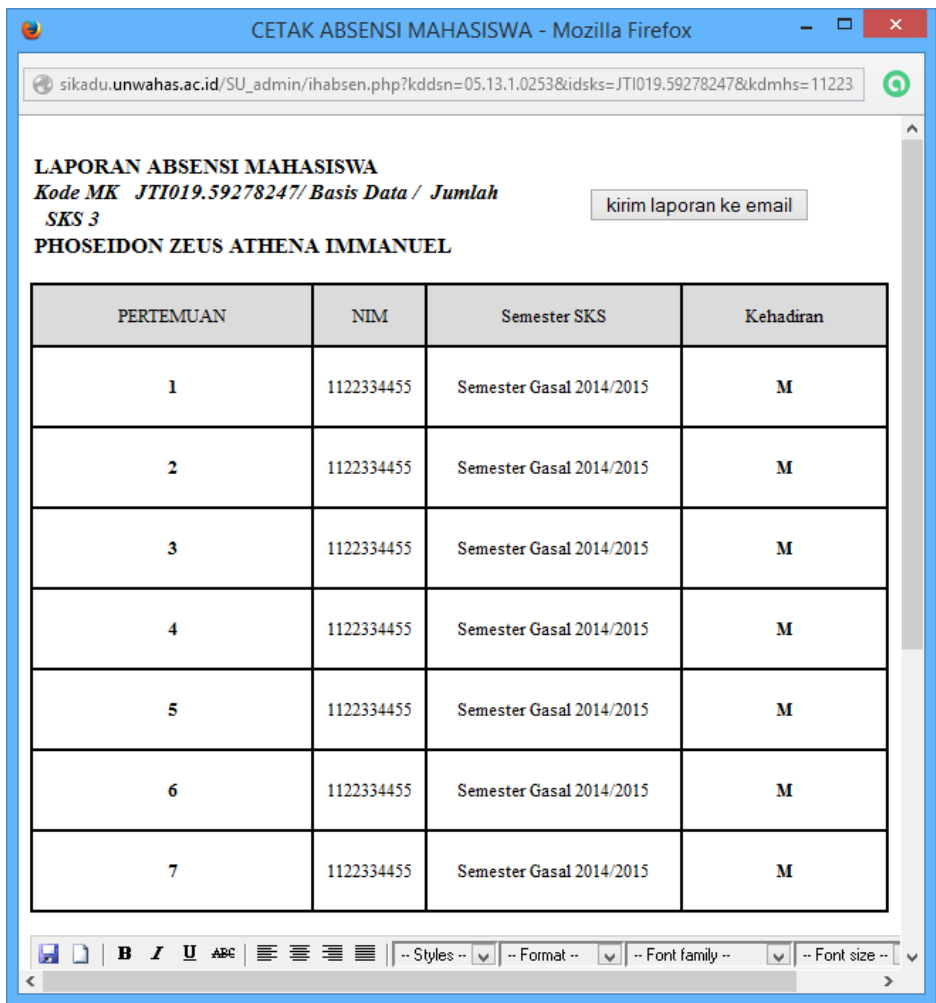 CETAK ABSENSI MAHASISWA - Mozilla Firefox
sikadu.unwahas.ac.id/SU_admin/ihabsen.php?kddsn=05.13.1.0253&idsks=JTI019.59278247&kdmhs=11223
LAPORAN ABSENSI MAHASISWA
Kode MK JTI019.59278247/ Basis Data / Jumlah
SKS 3
kirim laporan ke email
PHOSEIDON ZEUS ATHENA IMMANUEL
PERTEMUAN NIM Semester SKS Kehadiran
1 1122334455 Semester Gasal 2014/2015 M
2 1122334455 Semester Gasal 2014/2015 M
3 1122334455 Semester Gasal 2014/2015 M
4 1122334455 Semester Gasal 2014/2015 M
5 1122334455 Semester Gasal 2014/2015 M
6 1122334455 Semester Gasal 2014/2015 M
7 1122334455 Semester Gasal 2014/2015 M
B I U ABC -- Styles -- -- Format -- -- Font family -- -- Font size --